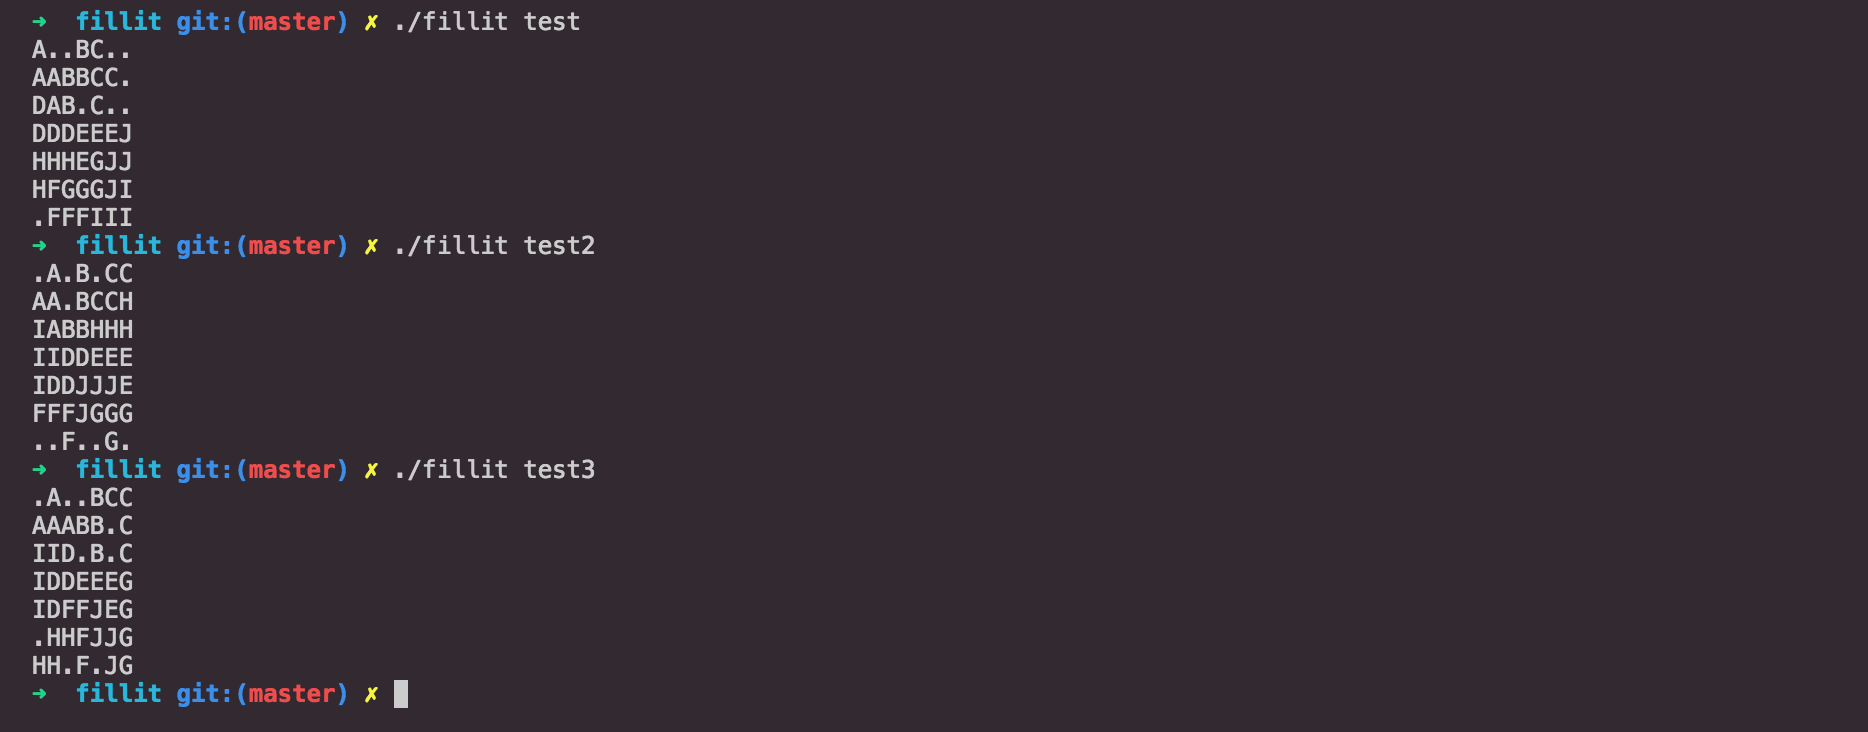 ➜  fillit git:(master) ✗ ./fillit test
A..BC..
AABBCC.
DAB.C..
DDDEEEJ
HHHEGJJ
HFGGGJI
.FFFIII
➜  fillit git:(master) ✗ ./fillit test2
.A.B.CC
AA.BCCH
IABBHHH
IIDDEEE
IDDJJJE
FFFJGGG
..F..G.
➜  fillit git:(master) ✗ ./fillit test3
.A..BCC
AAABB.C
IID.B.C
IDDEEEG
IDFFJEG
.HHFJJG
HH.F.JG
➜  fillit git:(master) ✗